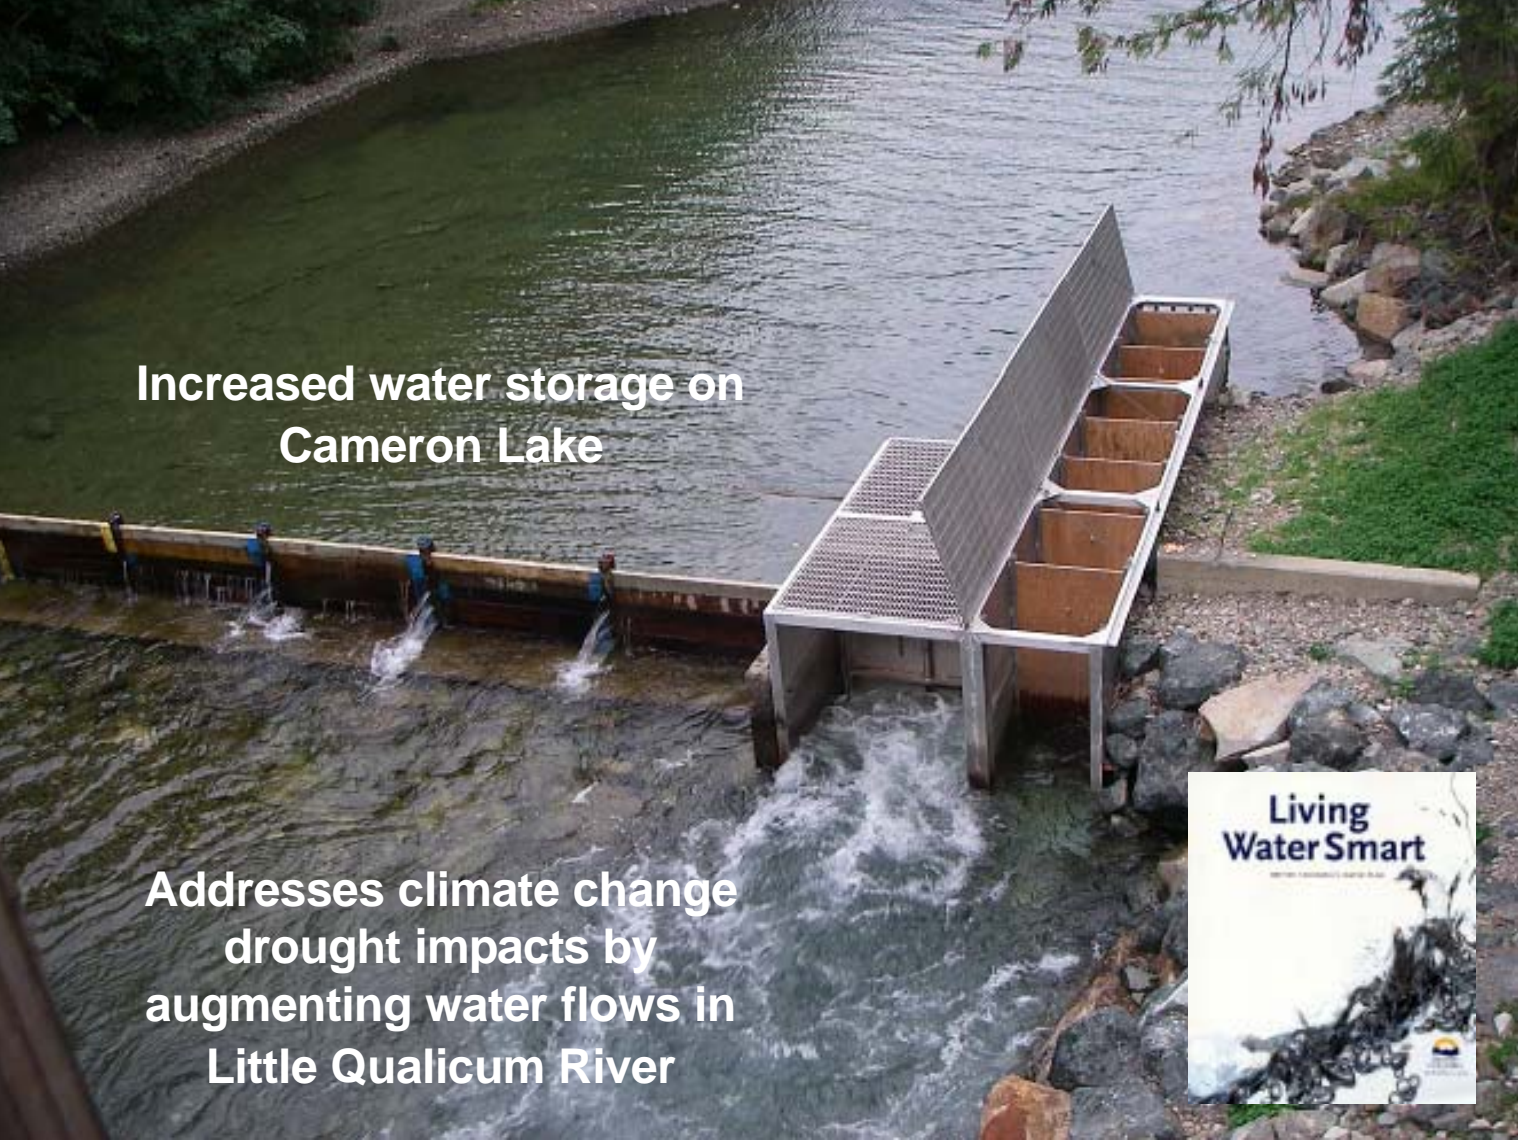 Increased water storage on
Cameron Lake
Addresses climate change
drought impacts by
augmenting water flows in
Little Qualicum River
Living
Water Smart